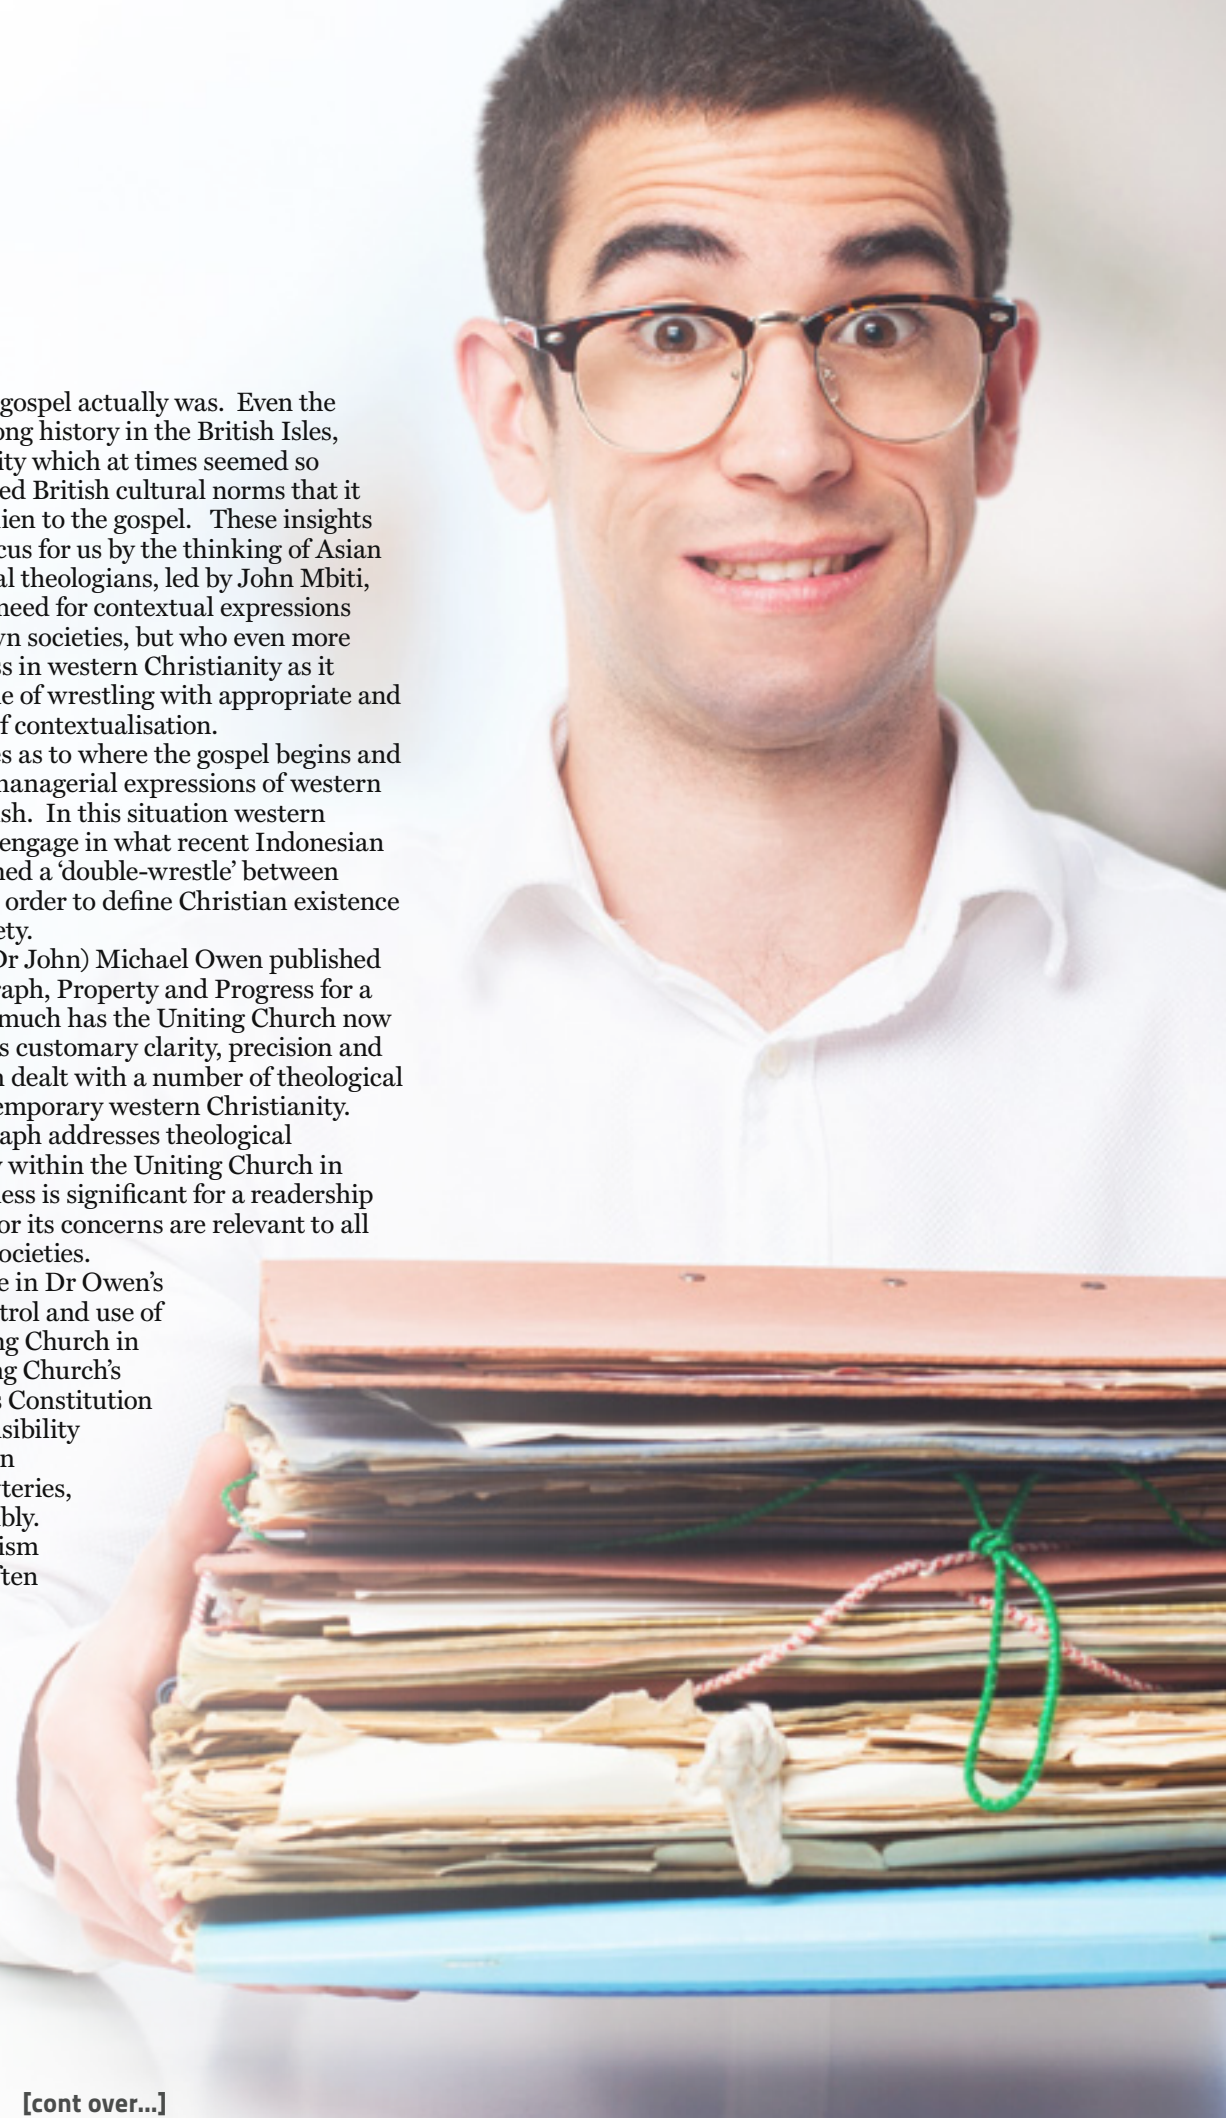 gospel actually was. Even the
ong history in the British Isles,
ity which at times seemed so
ed British cultural norms that it
ien to the gospel. These insights
cus for us by the thinking of Asian
al theologians, led by John Mbiti,
need for contextual expressions
wn societies, but who even more
ss in western Christianity as it
e of wrestling with appropriate and
f contextualisation.
es as to where the gospel begins and
managerial expressions of western
sh. In this situation western
engage in what recent Indonesian
ned a ‘double-wrestle’ between
order to define Christian existence
ety.
Dr John) Michael Owen published
raph, Property and Progress for a
much has the Uniting Church now
s customary clarity, precision and
n dealt with a number of theological
emporary western Christianity.
aph addresses theological
y within the Uniting Church in
less is significant for a readership
or its concerns are relevant to all
ocieties.
e in Dr Owen’s
trol and use of
ng Church in
ng Church’s
s Constitution
sibility
n
teries,
bly.
ism
ften
[cont over...]